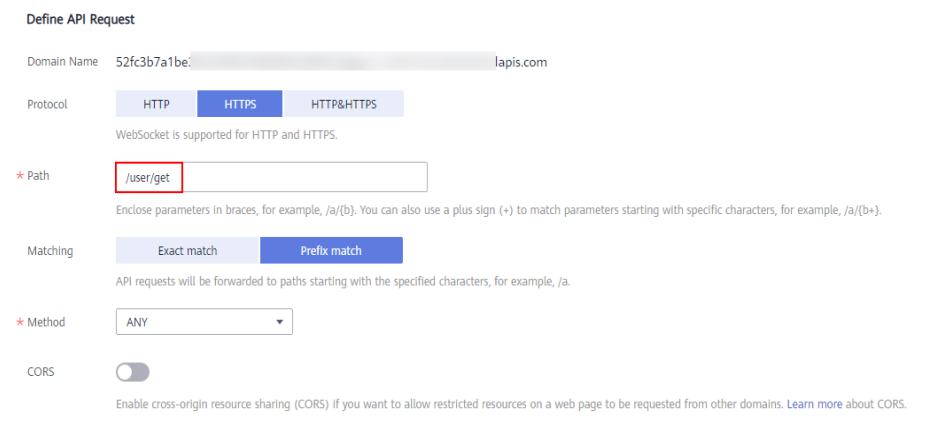 Define API Request
Domain Name 52fc3b7a1be lapis.com
Protocol HTTP HTTPS HTTP&HTTPS
WebSocket is supported for HTTP and HTTPS.
* Path /user/get
Enclose parameters in braces, for example, /a/{b}. You can also use a plus sign (+) to match parameters starting with specific characters, for example, /a/{b+}.
Matching Exact match Prefix match
API requests will be forwarded to paths starting with the specified characters, for example, /a.
* Method ANY
CORS
Enable cross-origin resource sharing (CORS) if you want to allow restricted resources on a web page to be requested from other domains. Learn more about CORS.